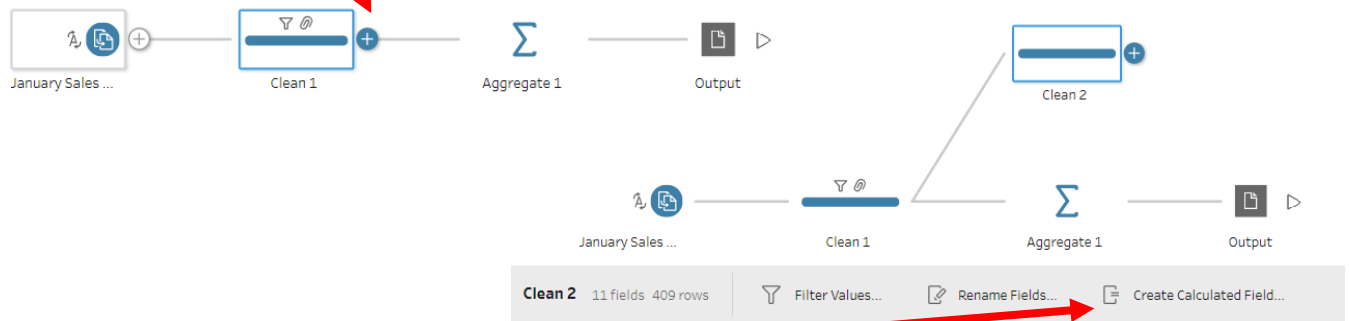 January Sales ...
Clean 1
Aggregate 1
Output
Clean 2
January Sales ...
Clean 1
Aggregate 1
Output
Clean 2 11 fields 409 rows Filter Values... Rename Fields... Create Calculated Field...